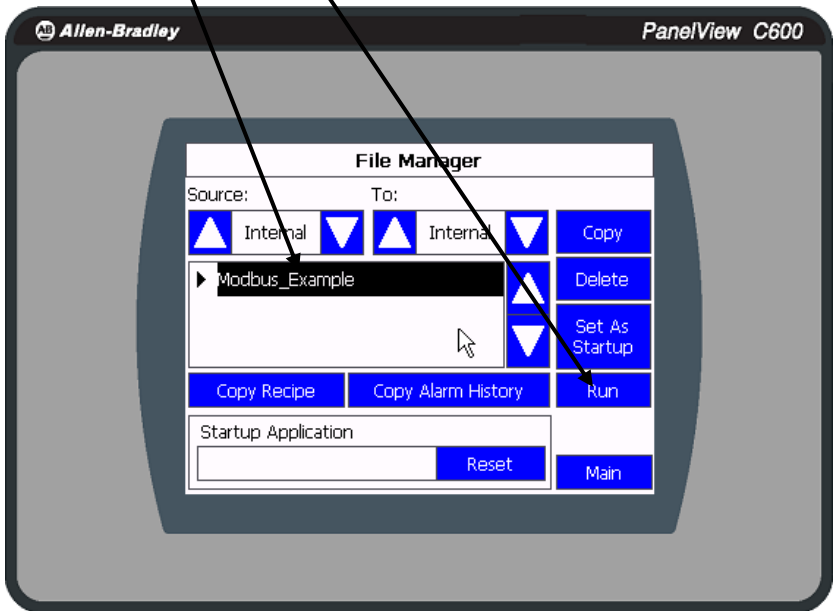 AB Allen-Bradley PanelView C600
File Manager
Source: To:
Internal Internal Copy
Modbus_Example Delete
Set As
Startup
Copy Recipe Copy Alarm History Run
Startup Application
Reset Main